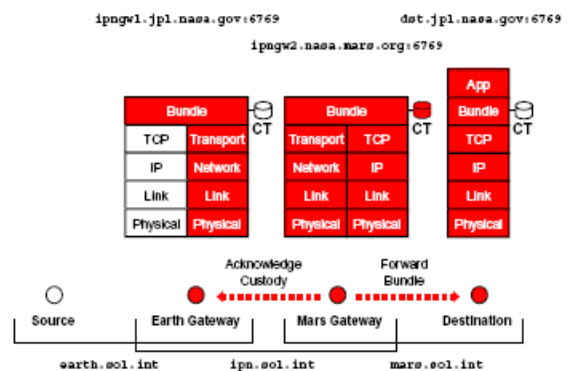 ipngw1.jpl.nasa.gov:6769 dst.jpl.nasa.gov:6769
ipngw2.nasa.mars.org:6769
App
Bundle Bundle Bundle
CT CT CT
TCP Transport Transport TCP TCP
IP Network Network IP IP
Link Link Link Link Link
Physical Physical Physical Physical Physical
Acknowledge Custody
Forward Bundle
Source Earth Gateway Mars Gateway Destination
earth.sol.int ipn.sol.int mars.sol.int